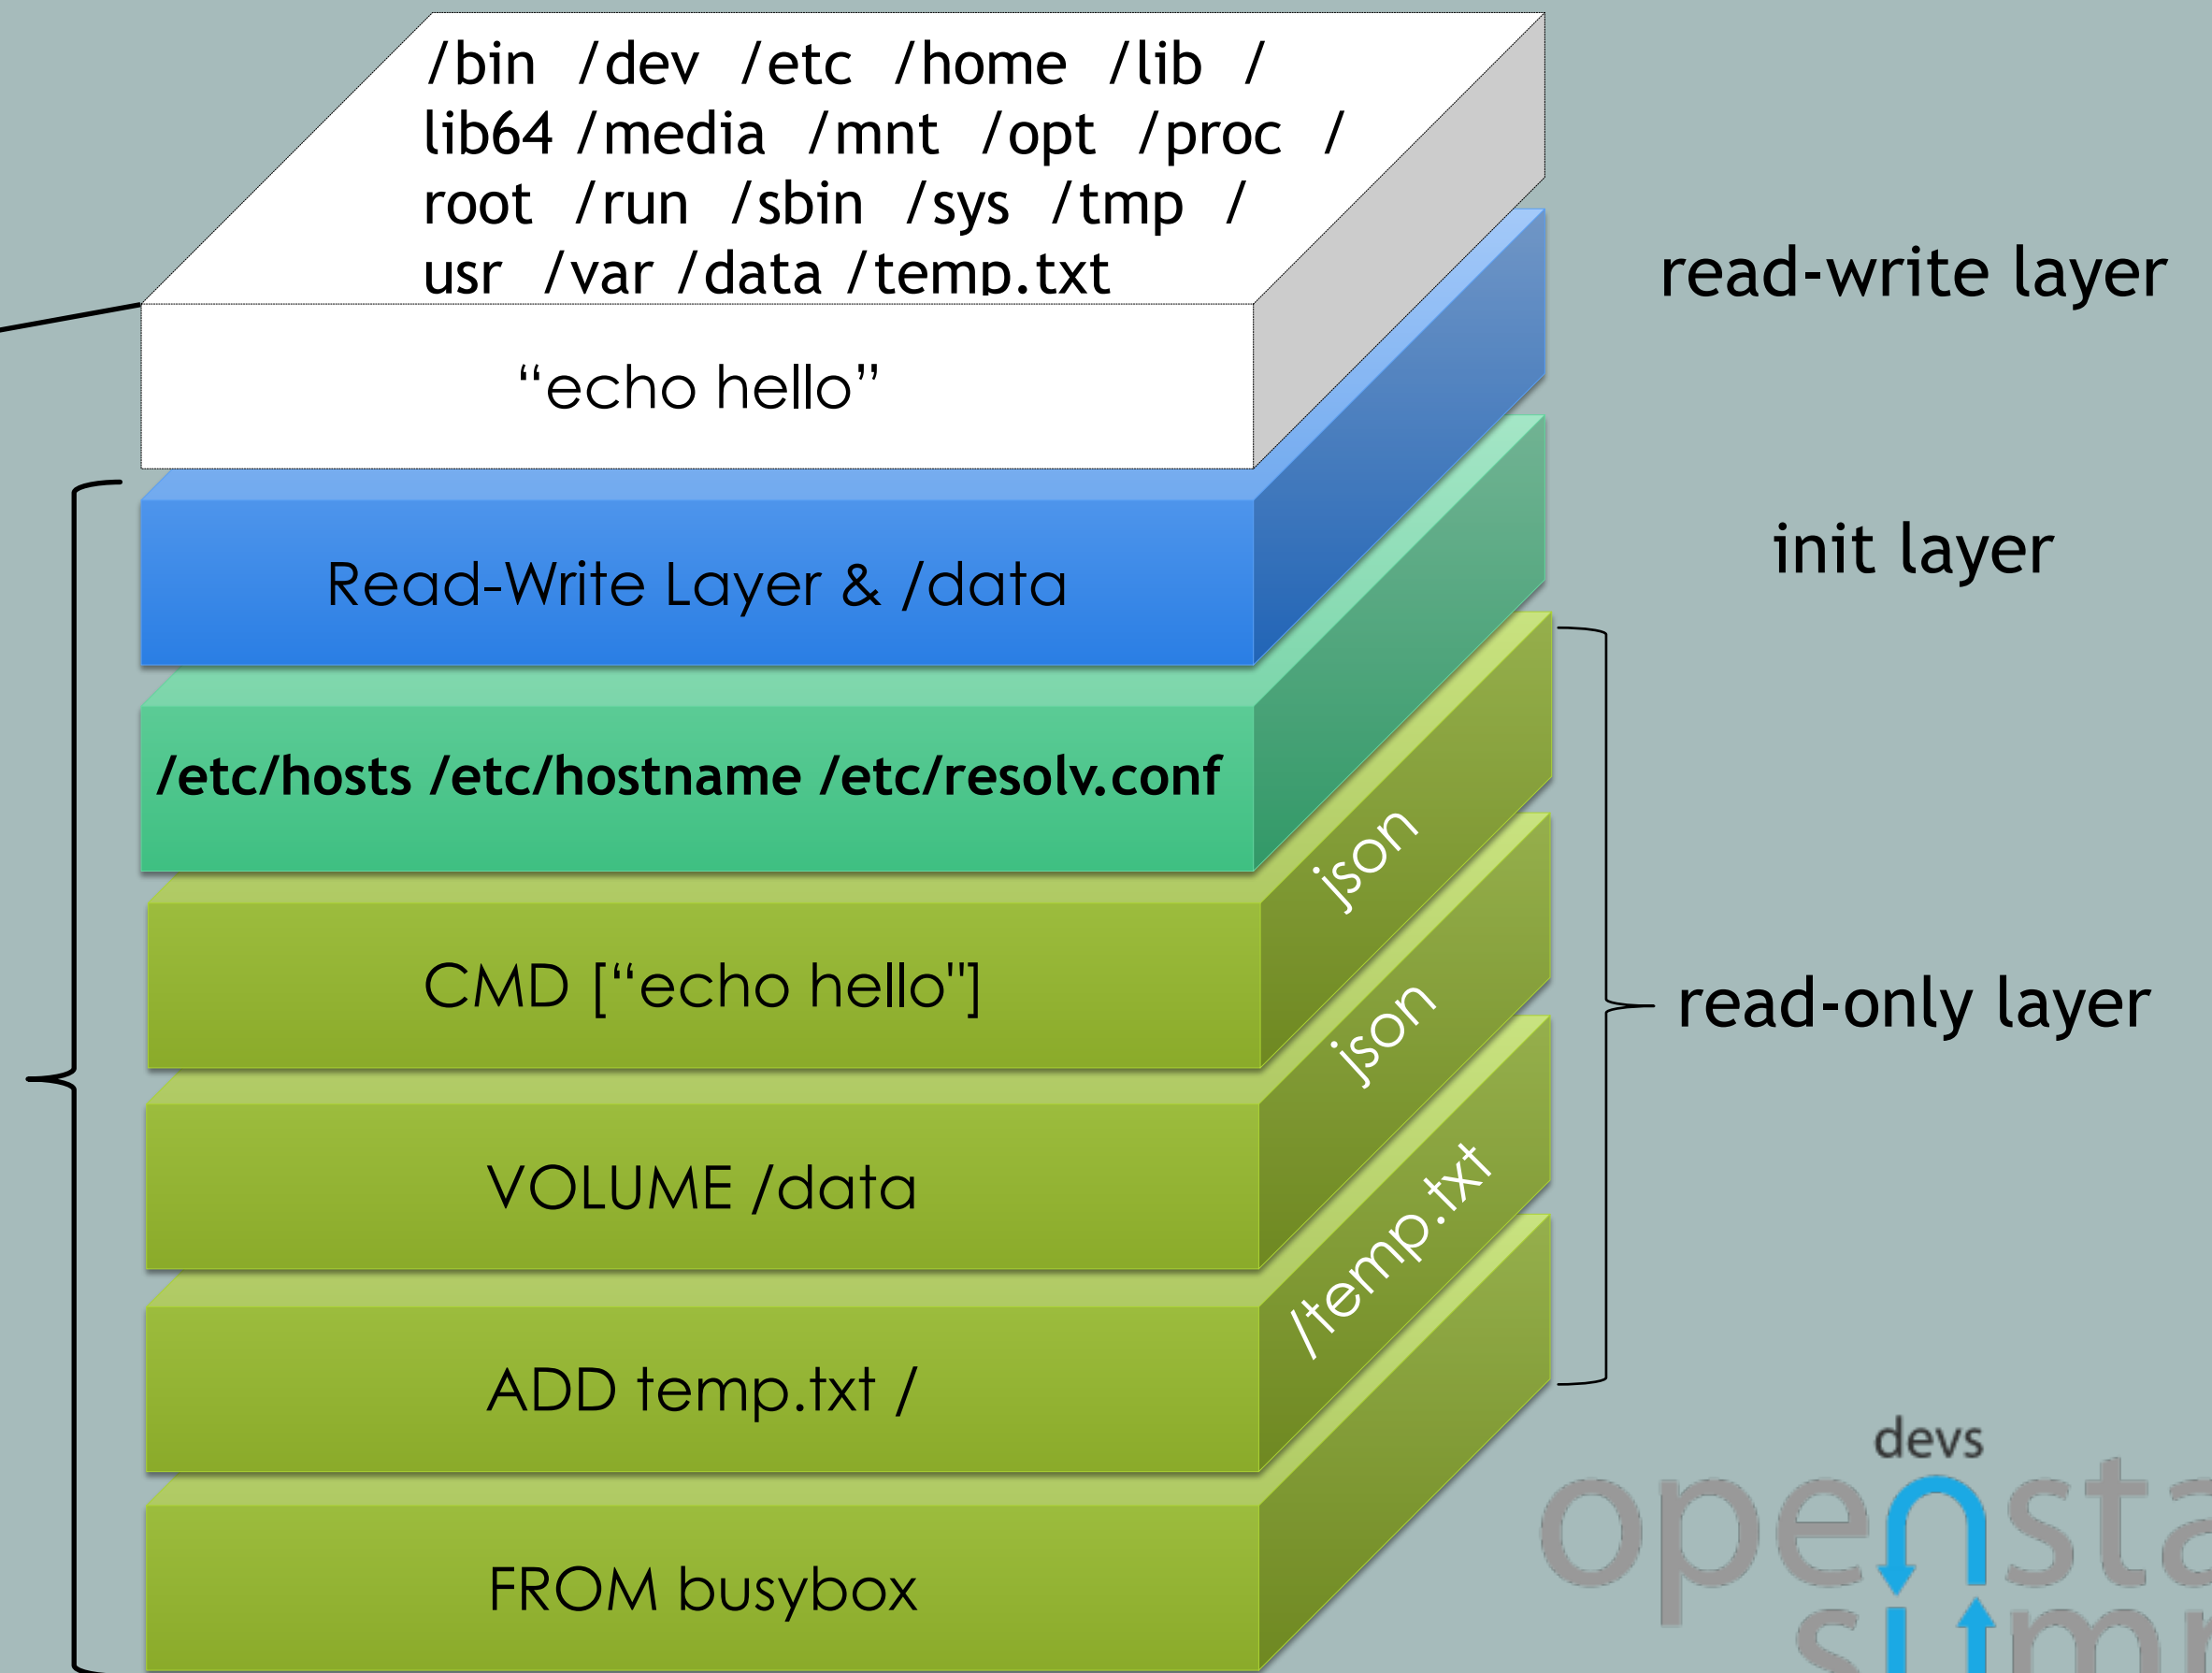 /bin /dev /etc /home /lib /
lib64 /media /mnt /opt /proc /
root /run /sbin /sys /tmp /
usr /var /data /temp.txt
“echo hello”
read-write layer
Read-Write Layer & /data
init layer
/etc/hosts /etc/hostname /etc/resolv.conf
json
CMD [“echo hello"]
read-only layer
json
VOLUME /data
/temp.txt
ADD temp.txt /
FROM busybox
devs
opensta
summ